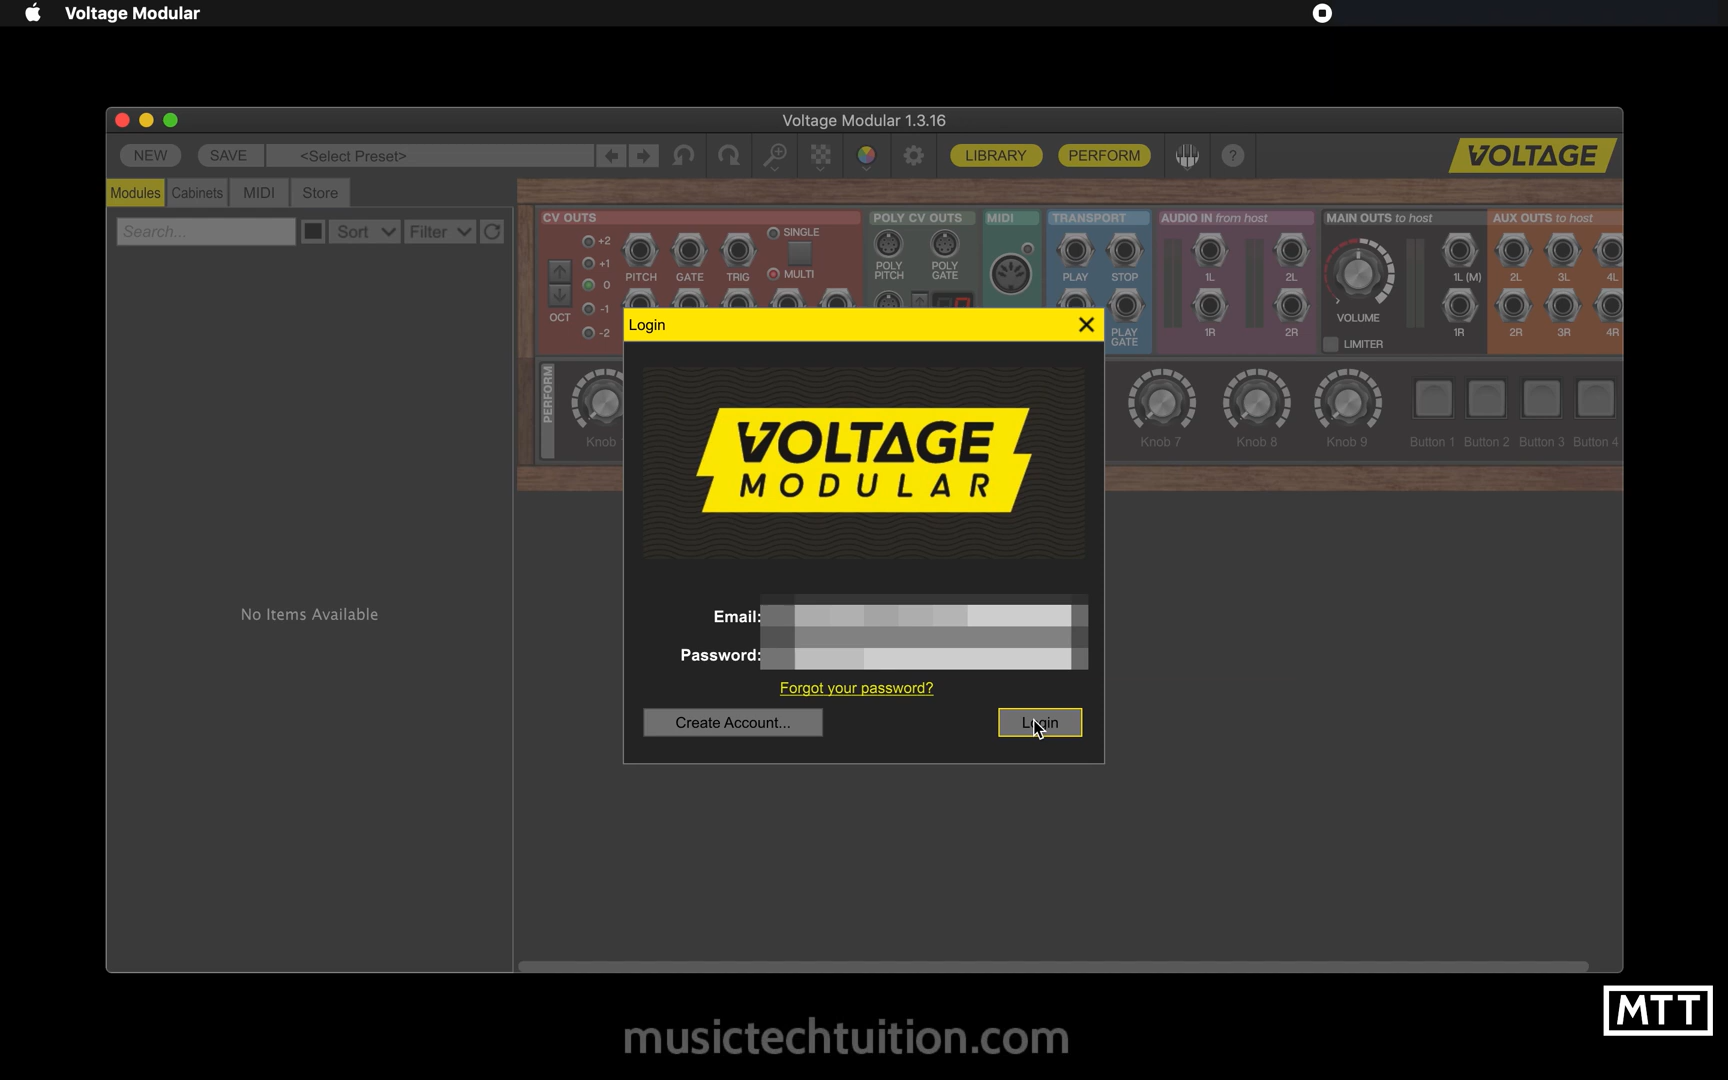 Voltage Modular
Voltage Modular 1.3.16
NEW SAVE <Select Preset> LIBRARY PERFORM ? VOLTAGE
Modules Cabinets MIDI Store
Search... Sort Filter
No Items Available
CV OUTS POLY CV OUTS MIDI TRANSPORT AUDIO IN from host MAIN OUTS to host AUX OUTS to host
+2 SINGLE
+1 PITCH GATE TRIG MULTI POLY PITCH POLY GATE PLAY STOP 1L 2L 1L (M) 2L 3L 4L
0
-1
OCT VOLUME
-2 PLAY GATE 1R 2R 1R 2R 3R 4R
LIMITER
PERFORM
Knob Knob 7 Knob 8 Knob 9 Button 1 Button 2 Button 3 Button 4
Login
VOLTAGE
MODULAR
Email:
Password:
Forgot your password?
Create Account... Login
MTT
musictechtuition.com